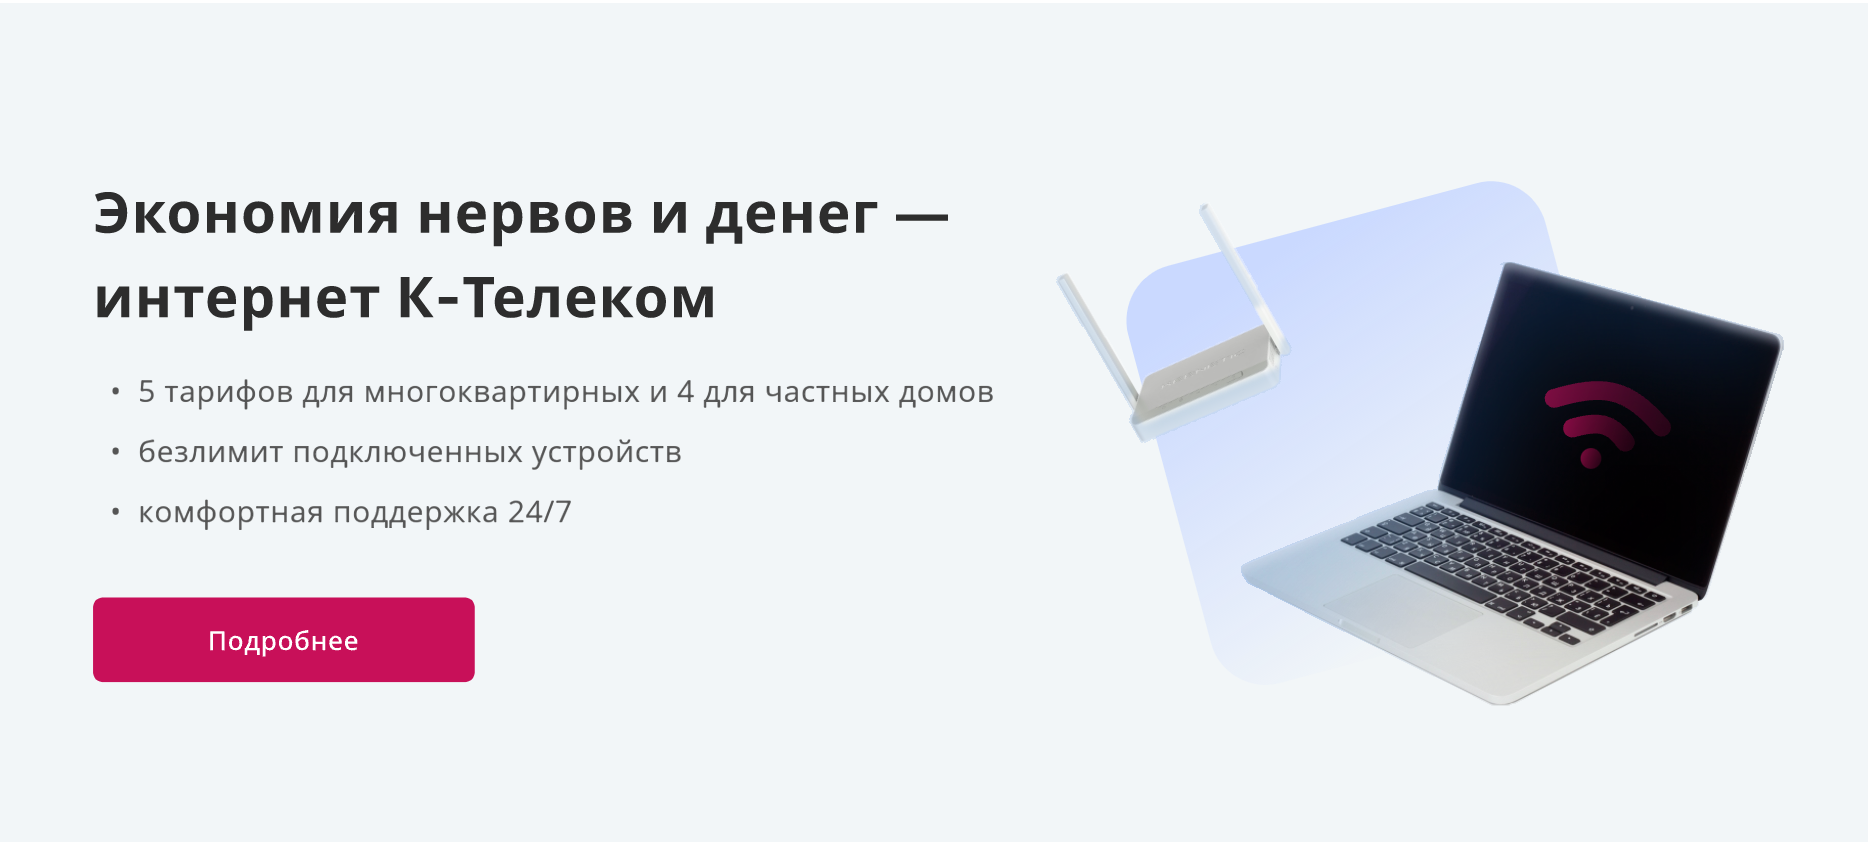 Экономия нервов и денег —
интернет К-Телеком
• 5 тарифов для многоквартирных и 4 для частных домов
• безлимит подключенных устройств
• комфортная поддержка 24/7
Подробнее